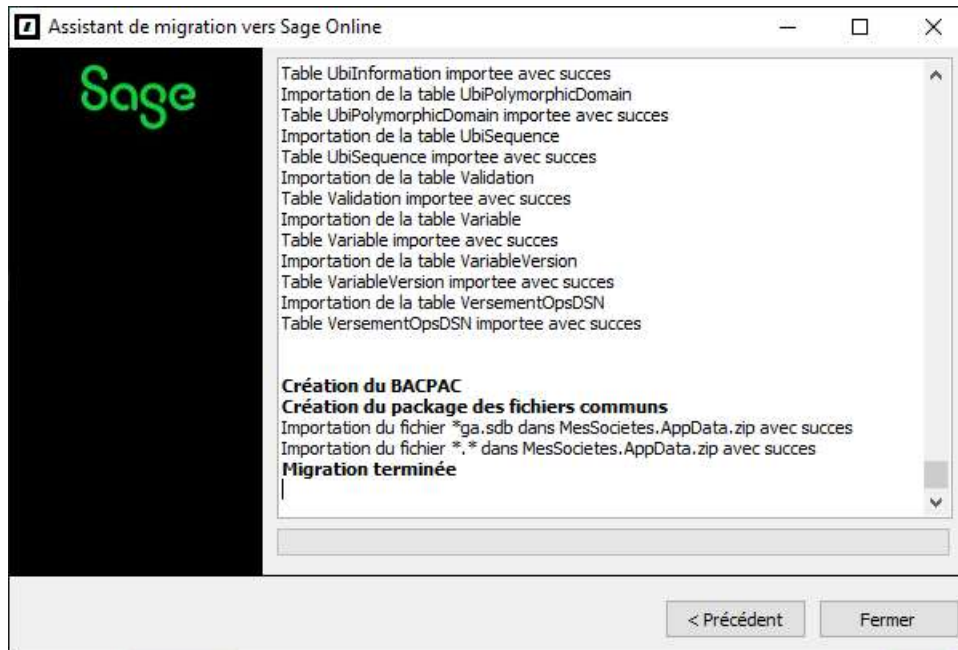 Assistant de migration vers Sage Online
Sage
Table UbiInformation importee avec succes
Importation de la table UbiPolymorphicDomain
Table UbiPolymorphicDomain importee avec succes
Importation de la table UbiSequence
Table UbiSequence importee avec succes
Importation de la table Validation
Table Validation importee avec succes
Importation de la table Variable
Table Variable importee avec succes
Importation de la table VariableVersion
Table VariableVersion importee avec succes
Importation de la table VersementOpsDSN
Table VersementOpsDSN importee avec succes
Création du BACPAC
Création du package des fichiers communs
Importation du fichier *ga.sdb dans MesSocietes.AppData.zip avec succes
Importation du fichier *.* dans MesSocietes.AppData.zip avec succes
Migration terminée
< Précédent
Fermer